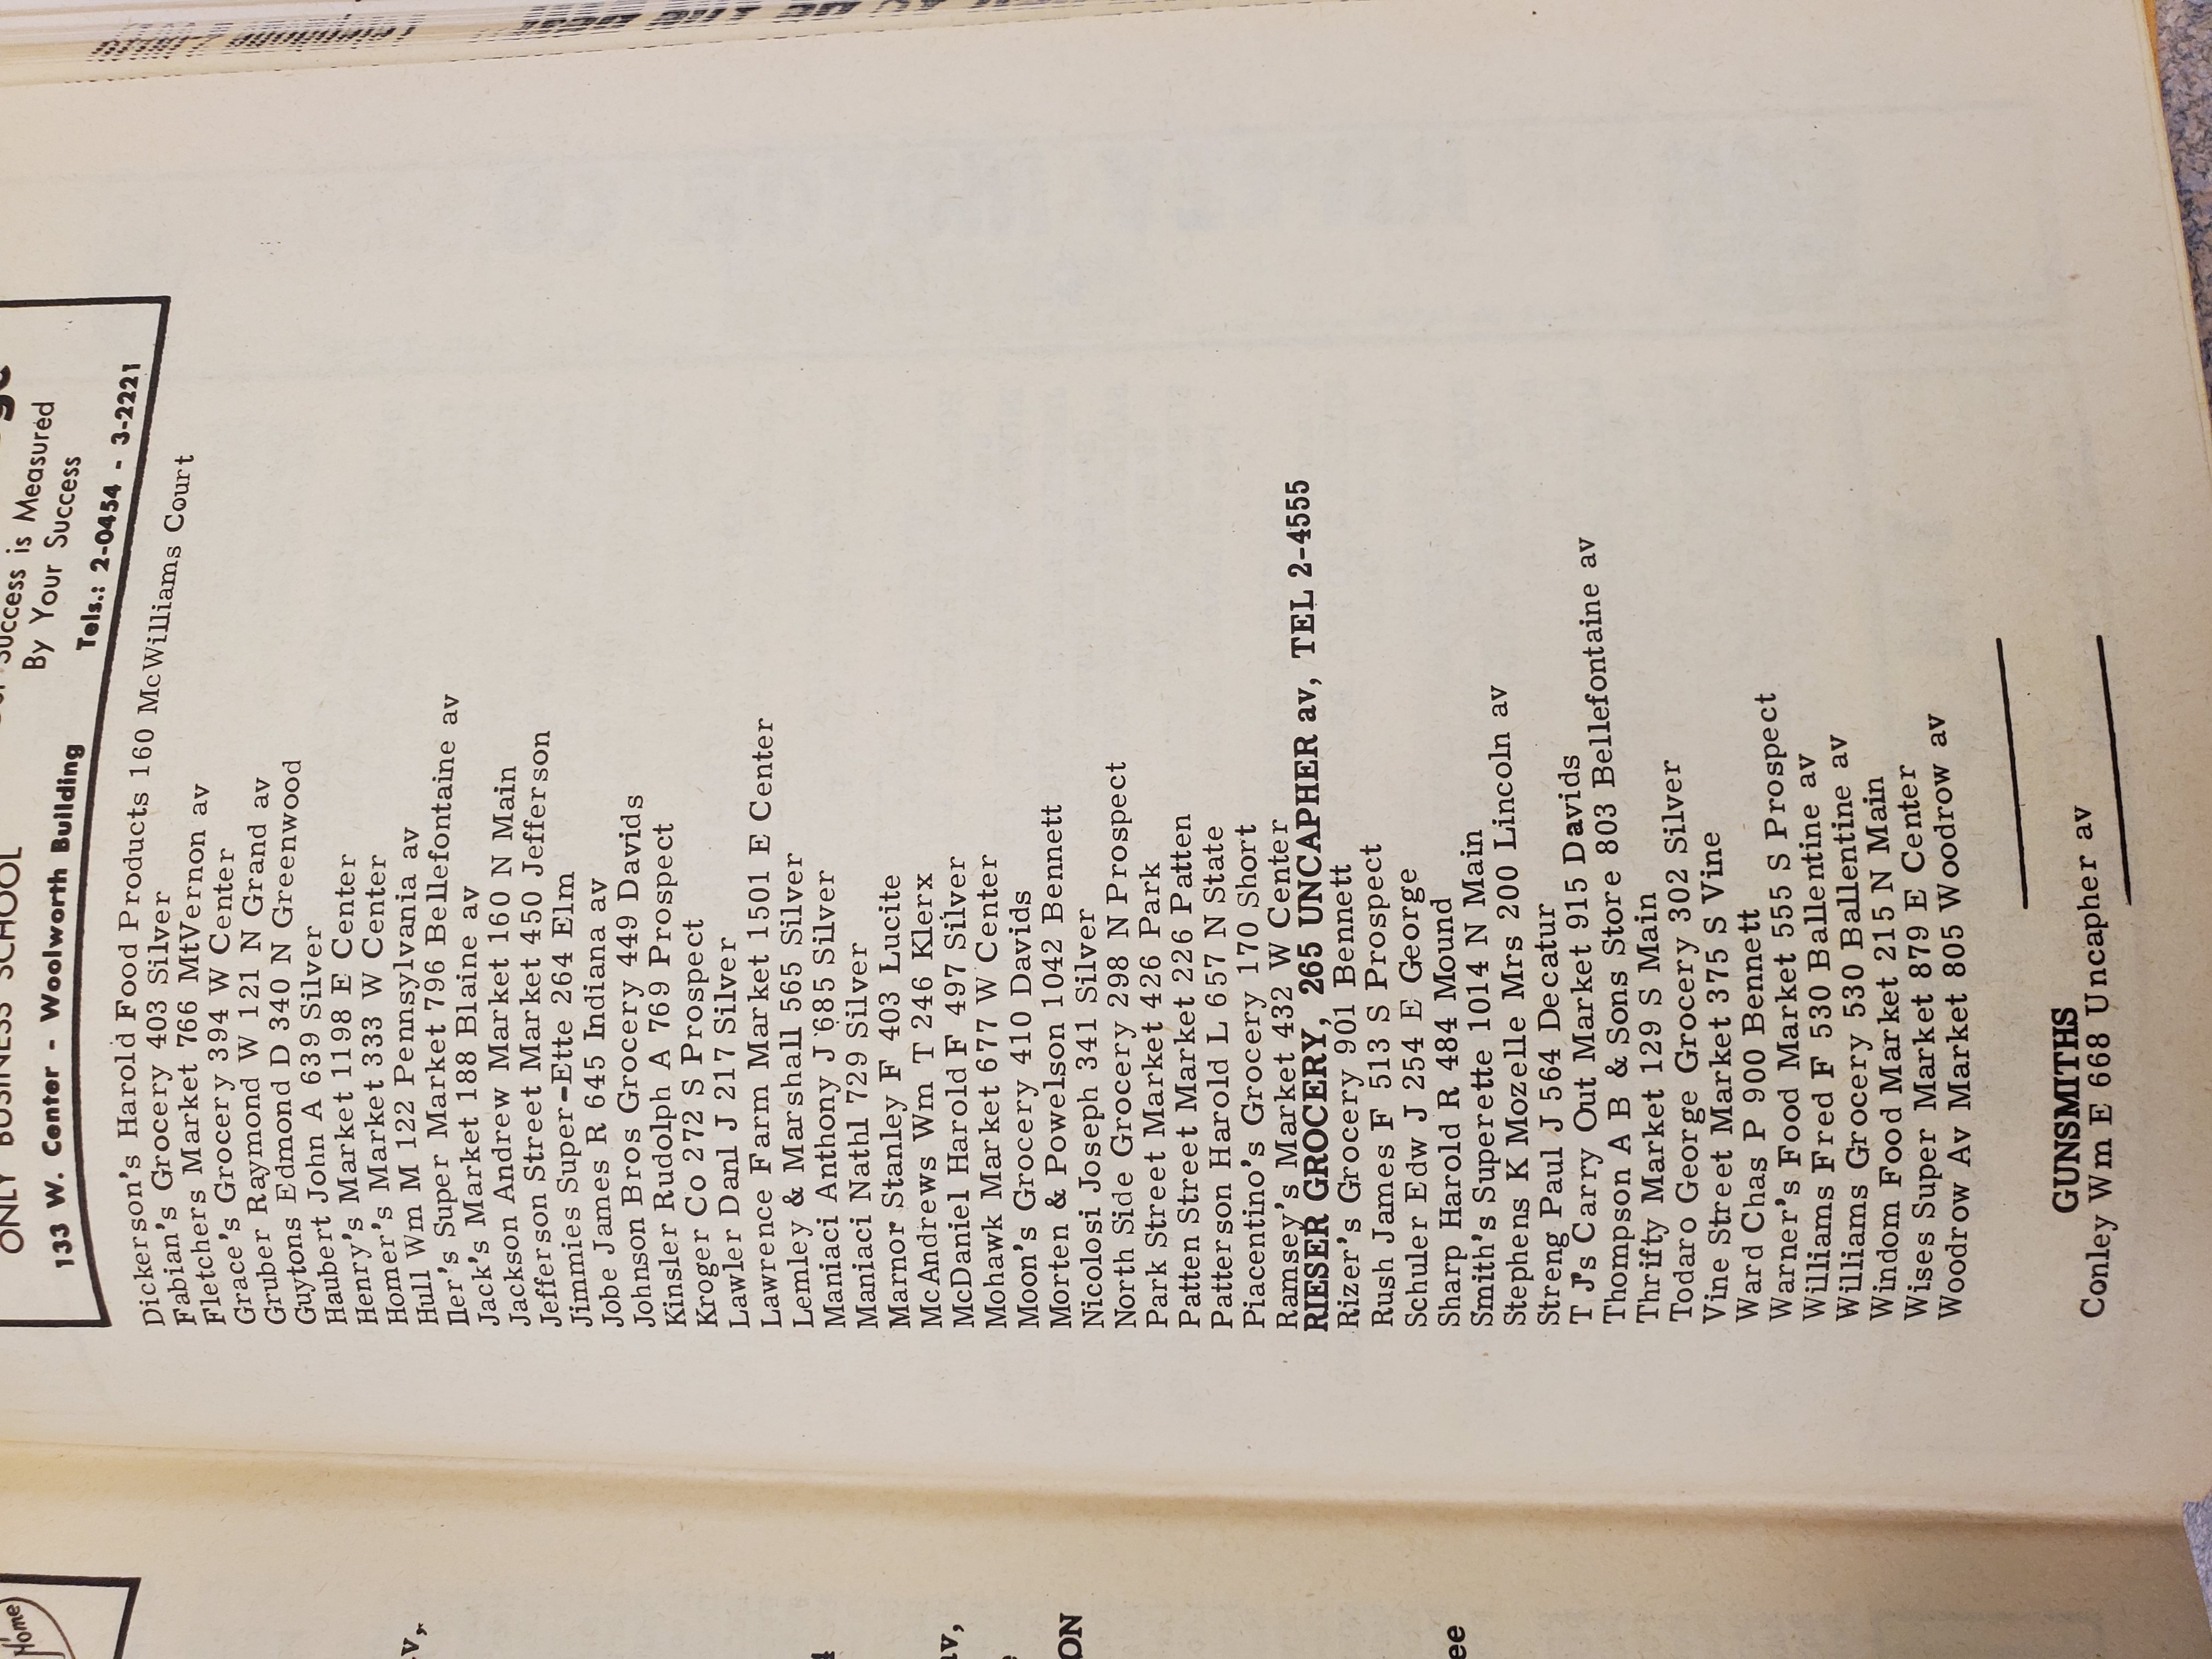 ONLY BUSINESS SCHOOL
Success is Measured
By Your Success
133 W. Center - Woolworth Building
Tels.: 2-0454 - 3-2221
Dickerson's Harold Food Products 160 McWilliams Court
Fabian's Grocery 403 Silver
Fletchers Market 766 MtVernon av
Grace's Grocery 394 W Center
Gruber Raymond W 121 N Grand av
Guytons Edmond D 340 N Greenwood
Haubert John A 639 Silver
Henry's Market 1198 E Center
Homer's Market 333 W Center
Hull Wm M 122 Pennsylvania av
Iler's Super Market 796 Bellefontaine av
Jack's Market 188 Blaine av
Jackson Andrew Market 160 N Main
Jefferson Street Market 450 Jefferson
Jimmies Super-Ette 264 Elm
Jobe James R 645 Indiana av
Johnson Bros Grocery 449 Davids
Kinsler Rudolph A 769 Prospect
Kroger Co 272 S Prospect
Lawler Danl J 217 Silver
Lawrence Farm Market 1501 E Center
Lemley & Marshall 565 Silver
Maniaci Anthony J 685 Silver
Maniaci Nathl 729 Silver
Marnor Stanley F 403 Lucite
McAndrews Wm T 246 Klerx
McDaniel Harold F 497 Silver
Mohawk Market 677 W Center
Moon's Grocery 410 Davids
Morten & Powelson 1042 Bennett
Nicolosi Joseph 341 Silver
North Side Grocery 298 N Prospect
Park Street Market 426 Park
Patten Street Market 226 Patten
Patterson Harold L 657 N State
Piacentino's Grocery 170 Short
Ramsey's Market 432 W Center
RIESER GROCERY, 265 UNCAPHER av, TEL 2-4555
Rizer's Grocery 901 Bennett
Rush James F 513 S Prospect
Schuler Edw J 254 E George
Sharp Harold R 484 Mound
Smith's Superette 1014 N Main
Stephens K Mozelle Mrs 200 Lincoln av
Streng Paul J 564 Decatur
T J's Carry Out Market 915 Davids
Thompson A B & Sons Store 803 Bellefontaine av
Thrifty Market 129 S Main
Todaro George Grocery 302 Silver
Vine Street Market 375 S Vine
Ward Chas P 900 Bennett
Warner's Food Market 555 S Prospect
Williams Fred F 530 Ballentine av
Williams Grocery 530 Ballentine av
Windom Food Market 215 N Main
Wises Super Market 879 E Center
Woodrow Av Market 805 Woodrow av
GUNSMITHS
Conley Wm E 668 Uncapher av
Home